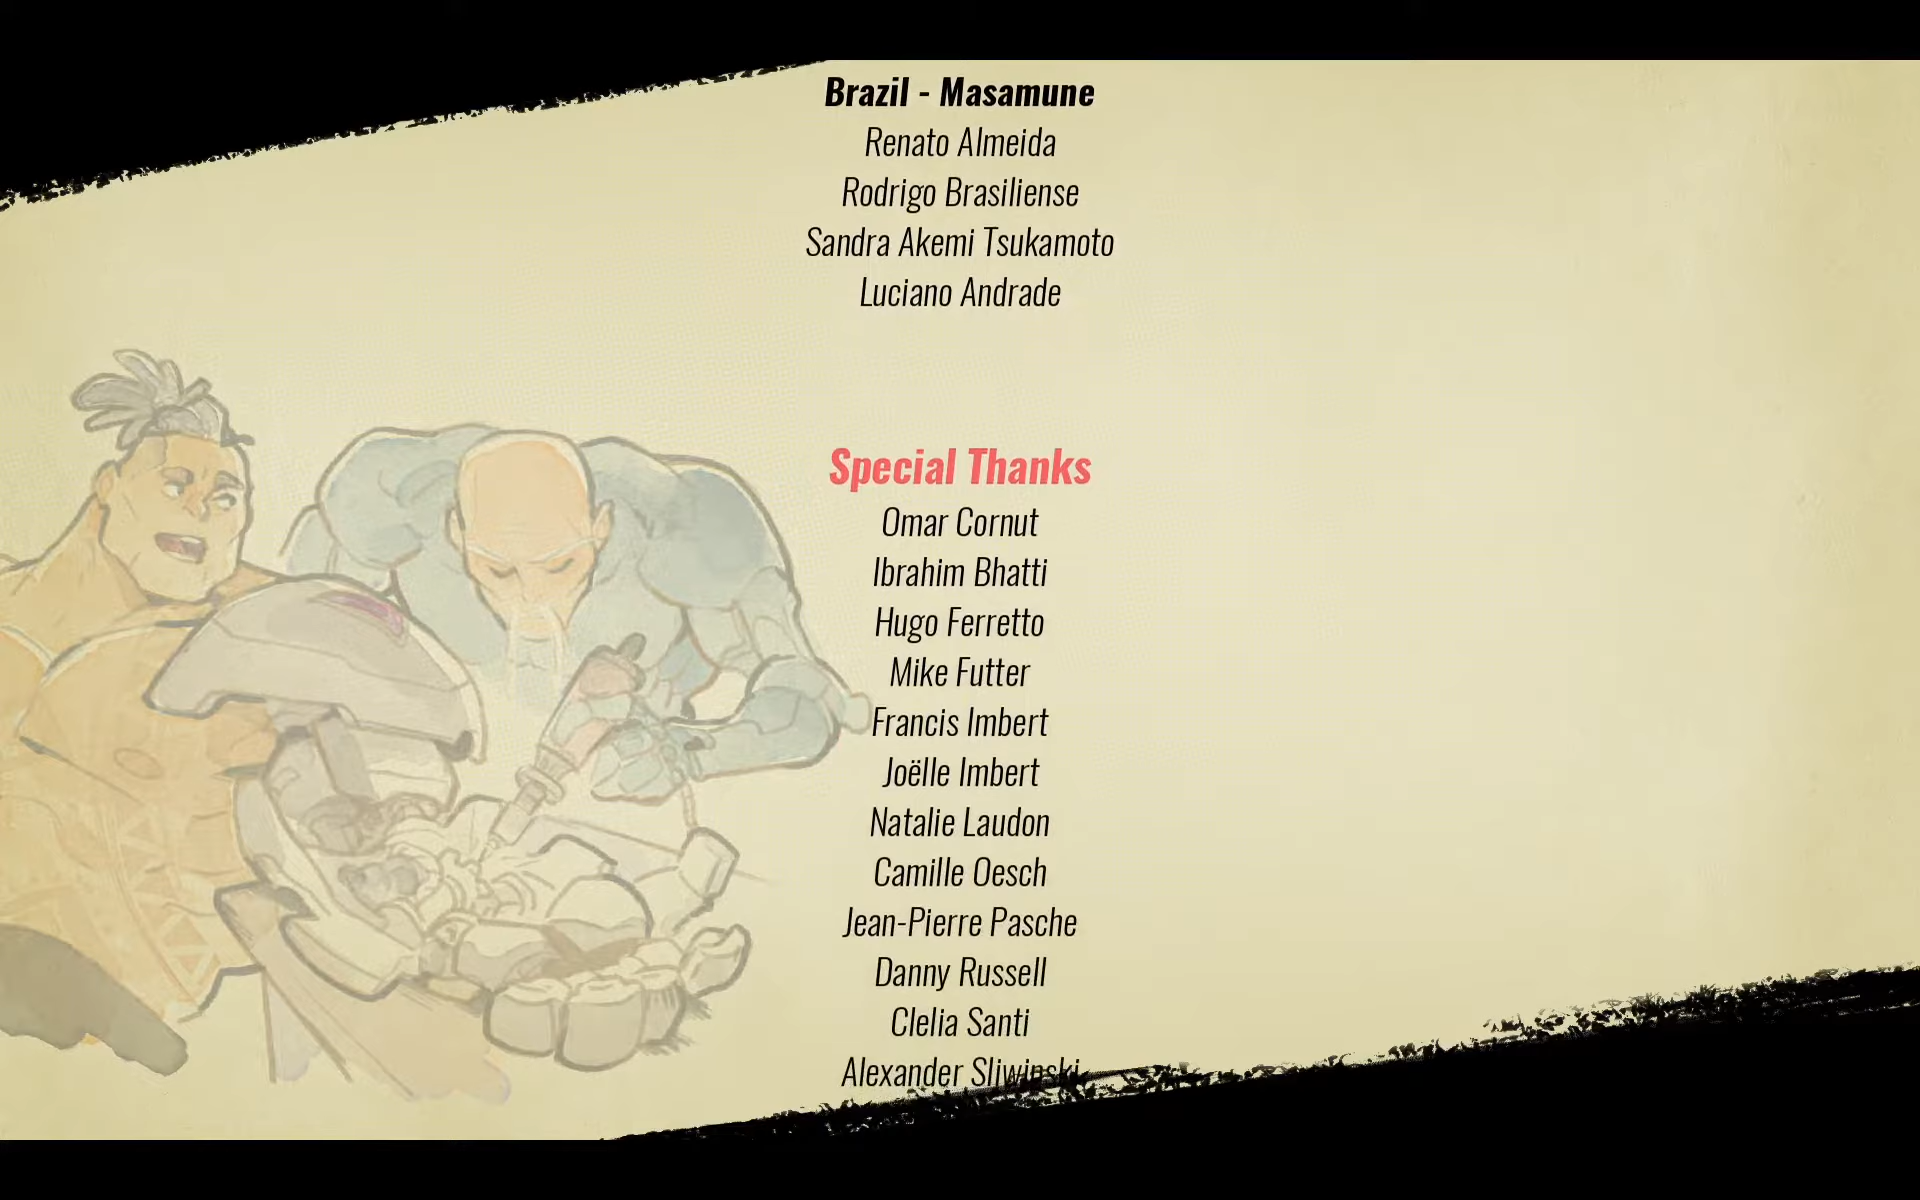 Brazil - Masamune
Renato Almeida
Rodrigo Brasiliense
Sandra Akemi Tsukamoto
Luciano Andrade
Special Thanks
Omar Cornut
Ibrahim Bhatti
Hugo Ferretto
Mike Futter
Francis Imbert
Joëlle Imbert
Natalie Laudon
Camille Oesch
Jean-Pierre Pasche
Danny Russell
Clelia Santi
Alexander Sliwinski